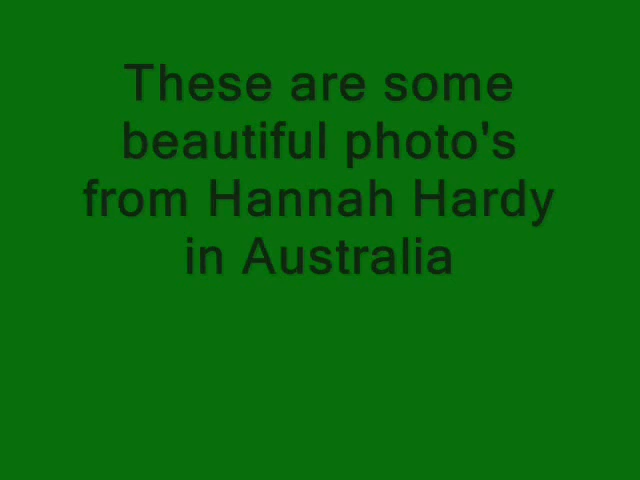 These are some
beautiful photo's
from Hannah Hardy
in Australia